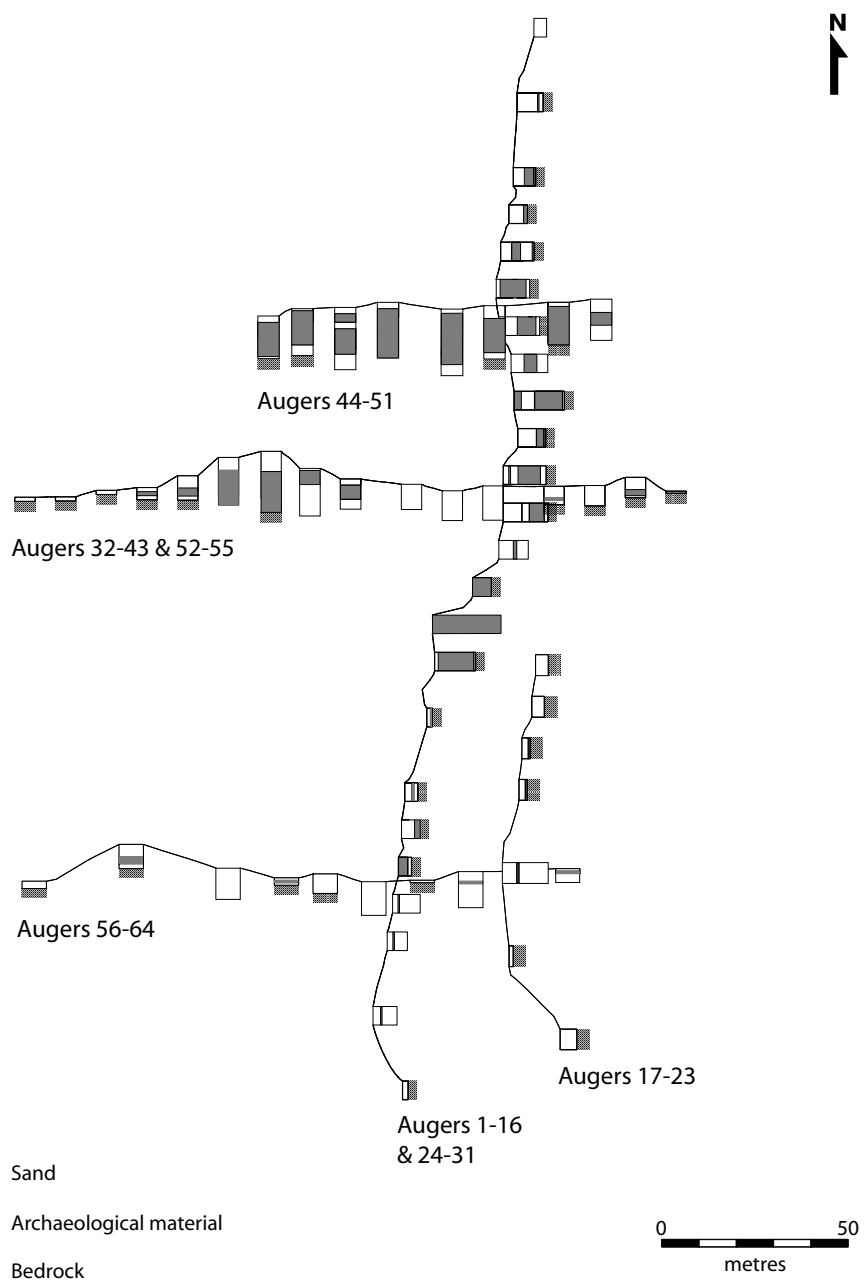 N
Augers 44-51
Augers 32-43 & 52-55
Augers 56-64
Augers 17-23
Augers 1-16
& 24-31
Sand
Archaeological material
Bedrock
0 50
metres